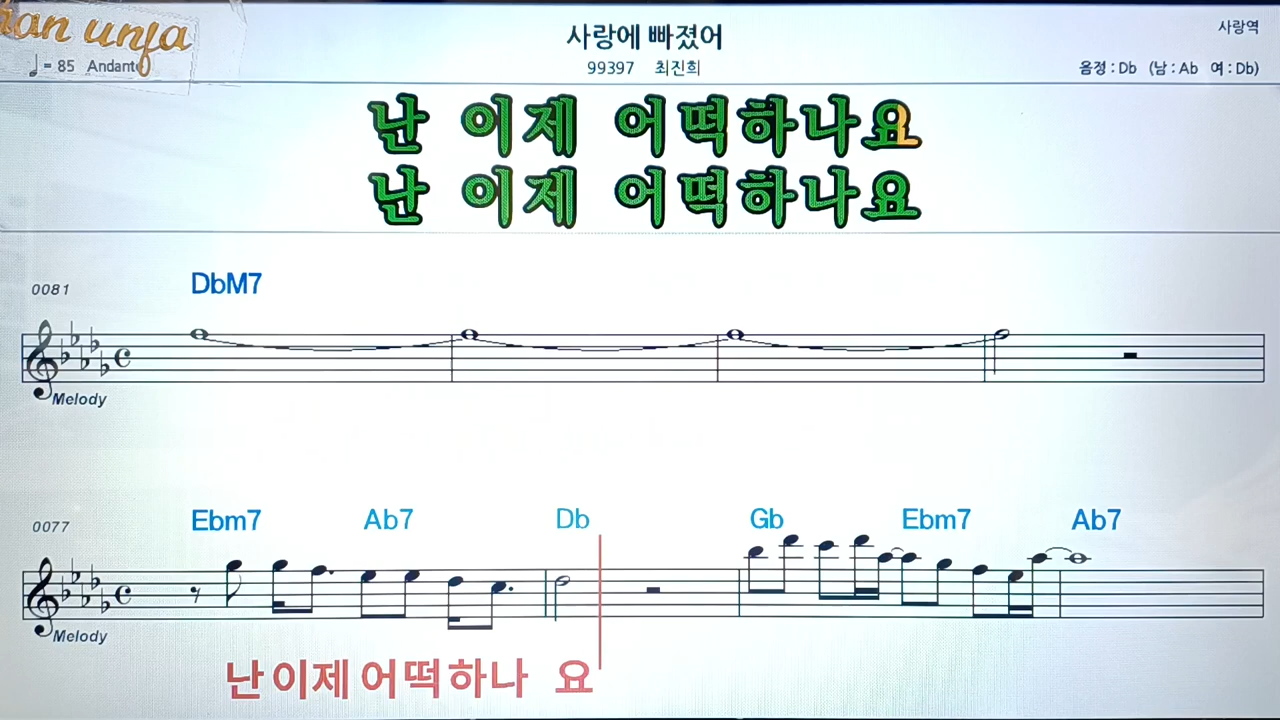 ian unja
사랑에 빠졌어
사랑역
♩= 85 Andante
99397 최진희
음정 : Db (남 : Ab 여 : Db)
난 이제 어떡하나요
난 이제 어떡하나요
0081
DbM7
Melody
0077
Ebm7 Ab7 Db Gb Ebm7 Ab7
Melody
난 이제 어떡하나 요